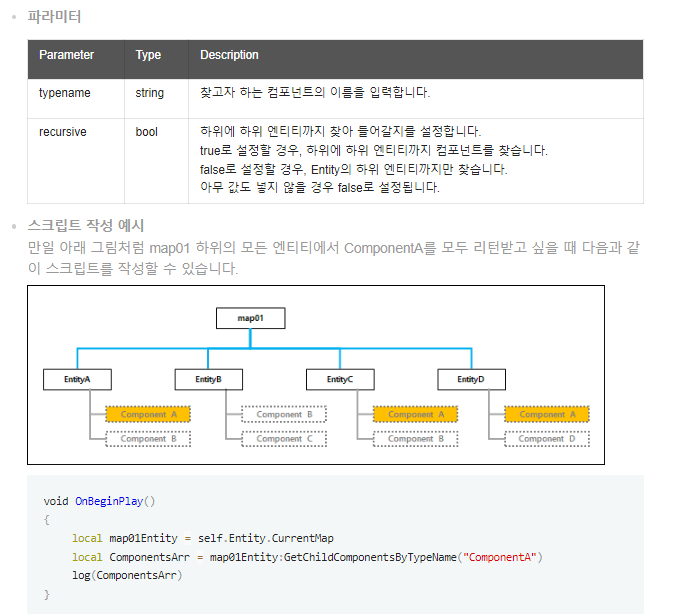 파라미터
Parameter Type Description
typename string 찾고자 하는 컴포넌트의 이름을 입력합니다.
recursive bool 하위에 하위 엔티티까지 찾아 들어갈지를 설정합니다.
true로 설정할 경우, 하위에 하위 엔티티까지 컴포넌트를 찾습니다.
false로 설정할 경우, Entity의 하위 엔티티까지만 찾습니다.
아무 값도 넣지 않을 경우 false로 설정됩니다.
스크립트 작성 예시
만일 아래 그림처럼 map01 하위의 모든 엔티티에서 ComponentA를 모두 리턴받고 싶을 때 다음과 같
이 스크립트를 작성할 수 있습니다.
map01
EntityA EntityB EntityC EntityD
Component A Component B Component A Component A
Component B Component C Component B Component D
void OnBeginPlay()
{
local map01Entity = self.Entity.CurrentMap
local ComponentsArr = map01Entity:GetChildComponentsByTypeName("ComponentA")
log(ComponentsArr)
}